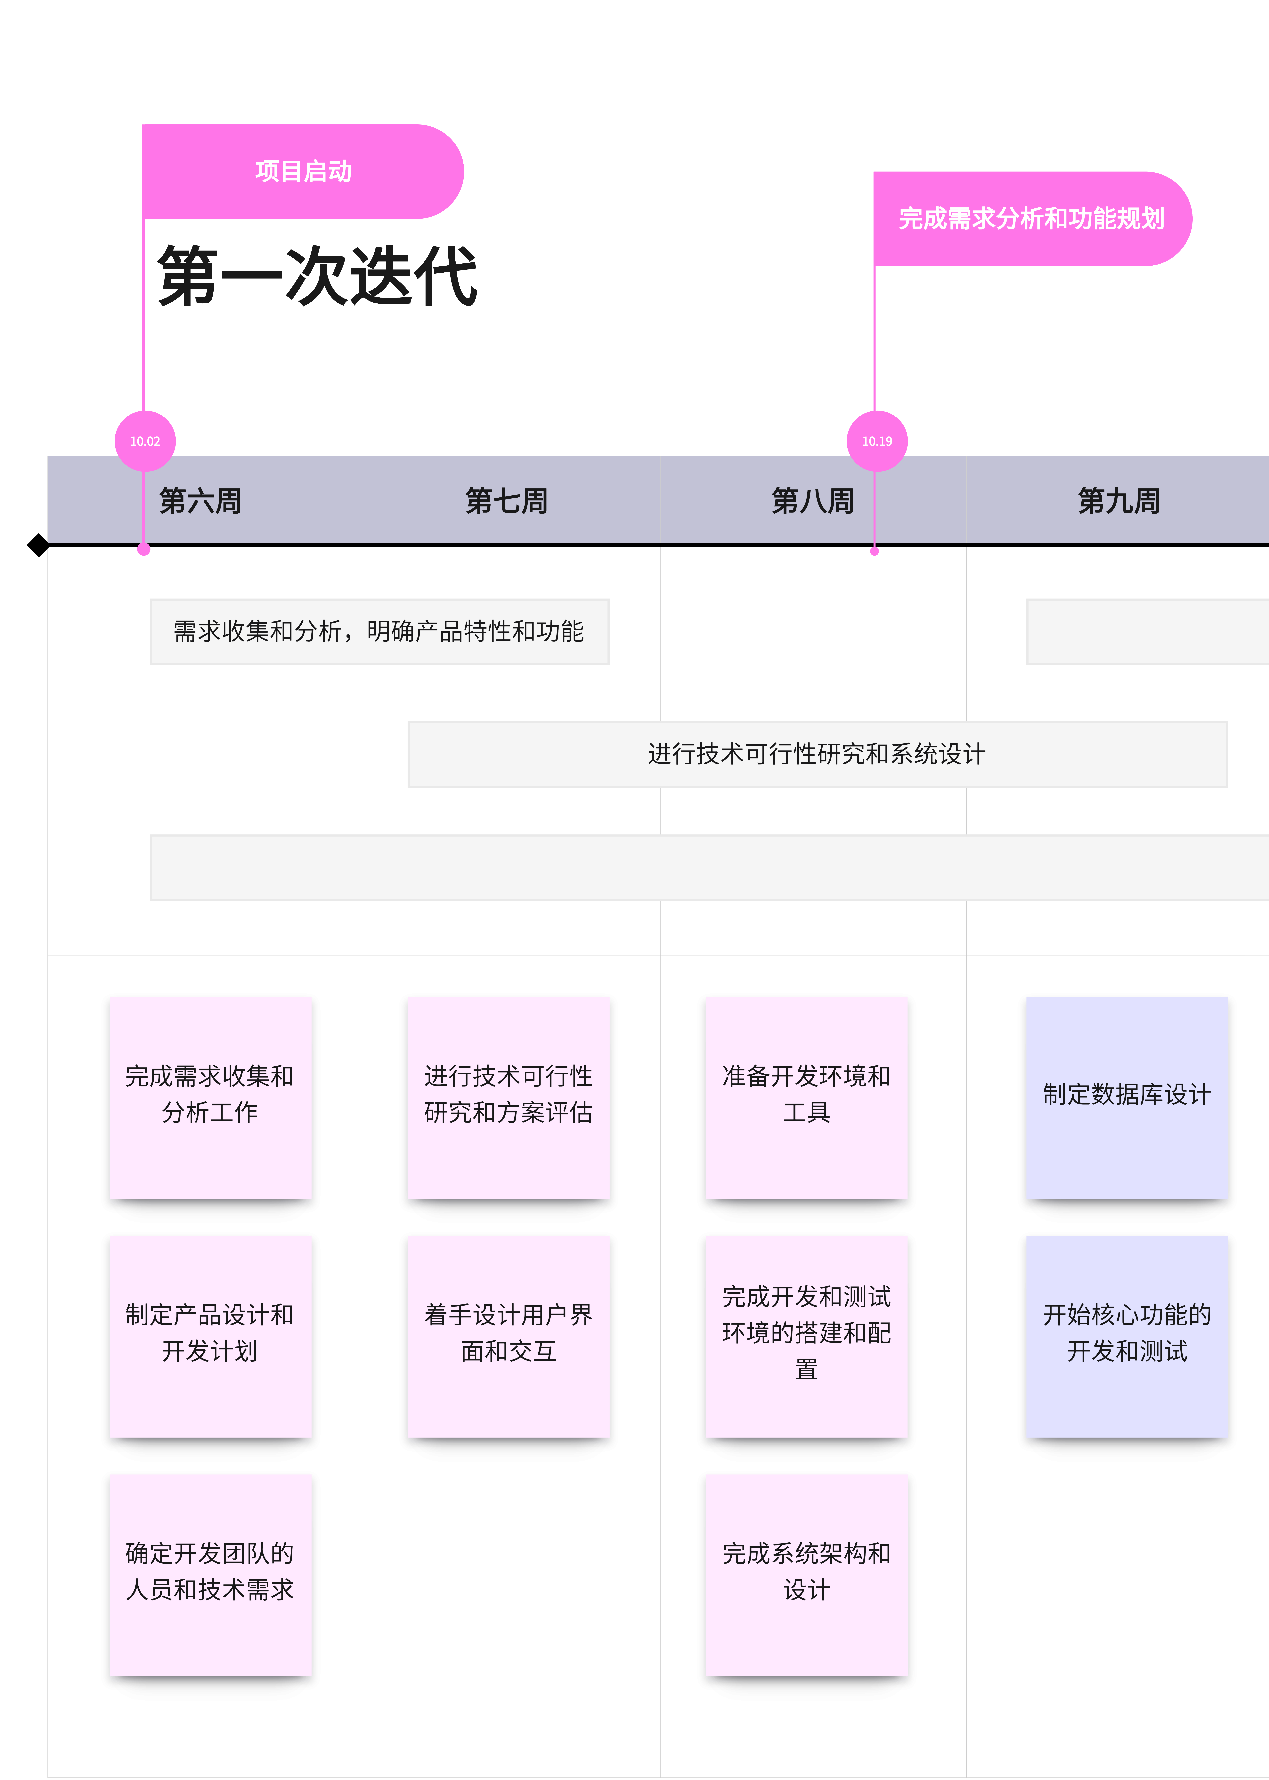 项目启动
完成需求分析和功能规划
第一次迭代
10.02
10.19
第六周
第七周
第八周
第九周
需求收集和分析，明确产品特性和功能
进行技术可行性研究和系统设计
完成需求收集和
分析工作
进行技术可行性
研究和方案评估
准备开发环境和
工具
制定数据库设计
制定产品设计和
开发计划
着手设计用户界
面和交互
完成开发和测试
环境的搭建和配
置
开始核心功能的
开发和测试
确定开发团队的
人员和技术需求
完成系统架构和
设计